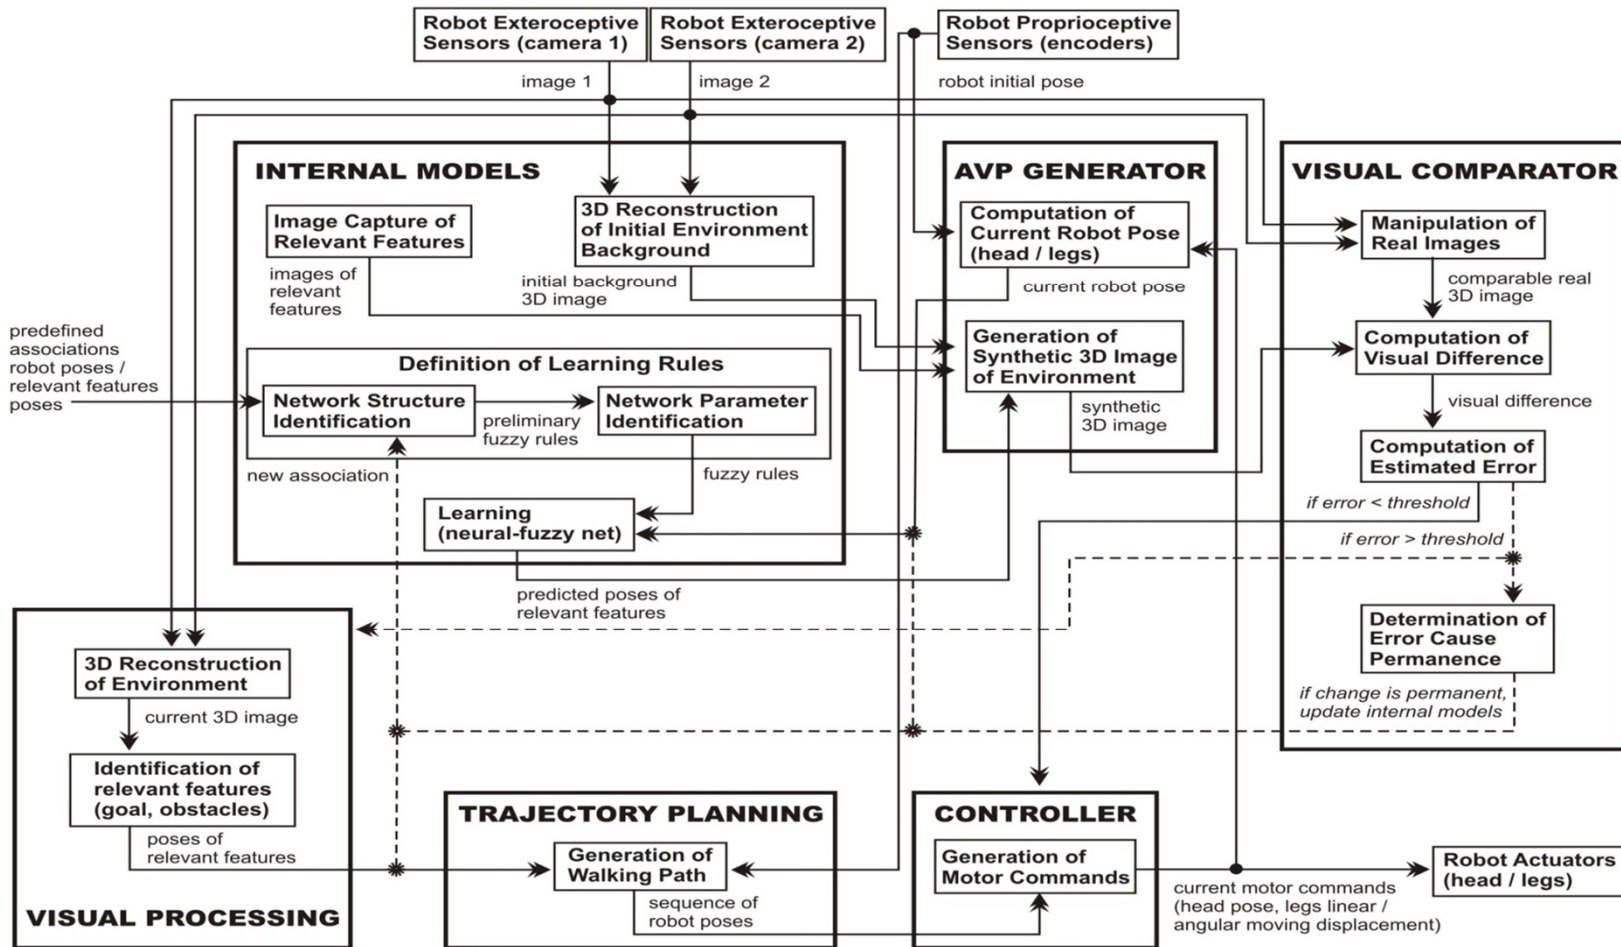 Robot Exteroceptive
Sensors (camera 1)
Robot Exteroceptive
Sensors (camera 2)
Robot Proprioceptive
Sensors (encoders)
image 1
image 2
robot initial pose
INTERNAL MODELS
Image Capture of
Relevant Features
images of
relevant
features
3D Reconstruction
of Initial Environment
Background
initial background
3D image
predefined
associations
robot poses /
relevant features
poses
Definition of Learning Rules
Network Structure
Identification
preliminary
fuzzy rules
Network Parameter
Identification
new association
fuzzy rules
Learning
(neural-fuzzy net)
predicted poses of
relevant features
AVP GENERATOR
Computation of
Current Robot Pose
(head / legs)
current robot pose
Generation of
Synthetic 3D Image
of Environment
synthetic
3D image
VISUAL COMPARATOR
Manipulation of
Real Images
comparable real
3D image
Computation of
Visual Difference
visual difference
Computation of
Estimated Error
if error < threshold
if error > threshold
Determination of
Error Cause
Permanence
if change is permanent,
update internal models
3D Reconstruction
of Environment
current 3D image
Identification of
relevant features
(goal, obstacles)
poses of
relevant features
VISUAL PROCESSING
TRAJECTORY PLANNING
Generation of
Walking Path
sequence of
robot poses
CONTROLLER
Generation of
Motor Commands
current motor commands
(head pose, legs linear /
angular moving displacement)
Robot Actuators
(head / legs)